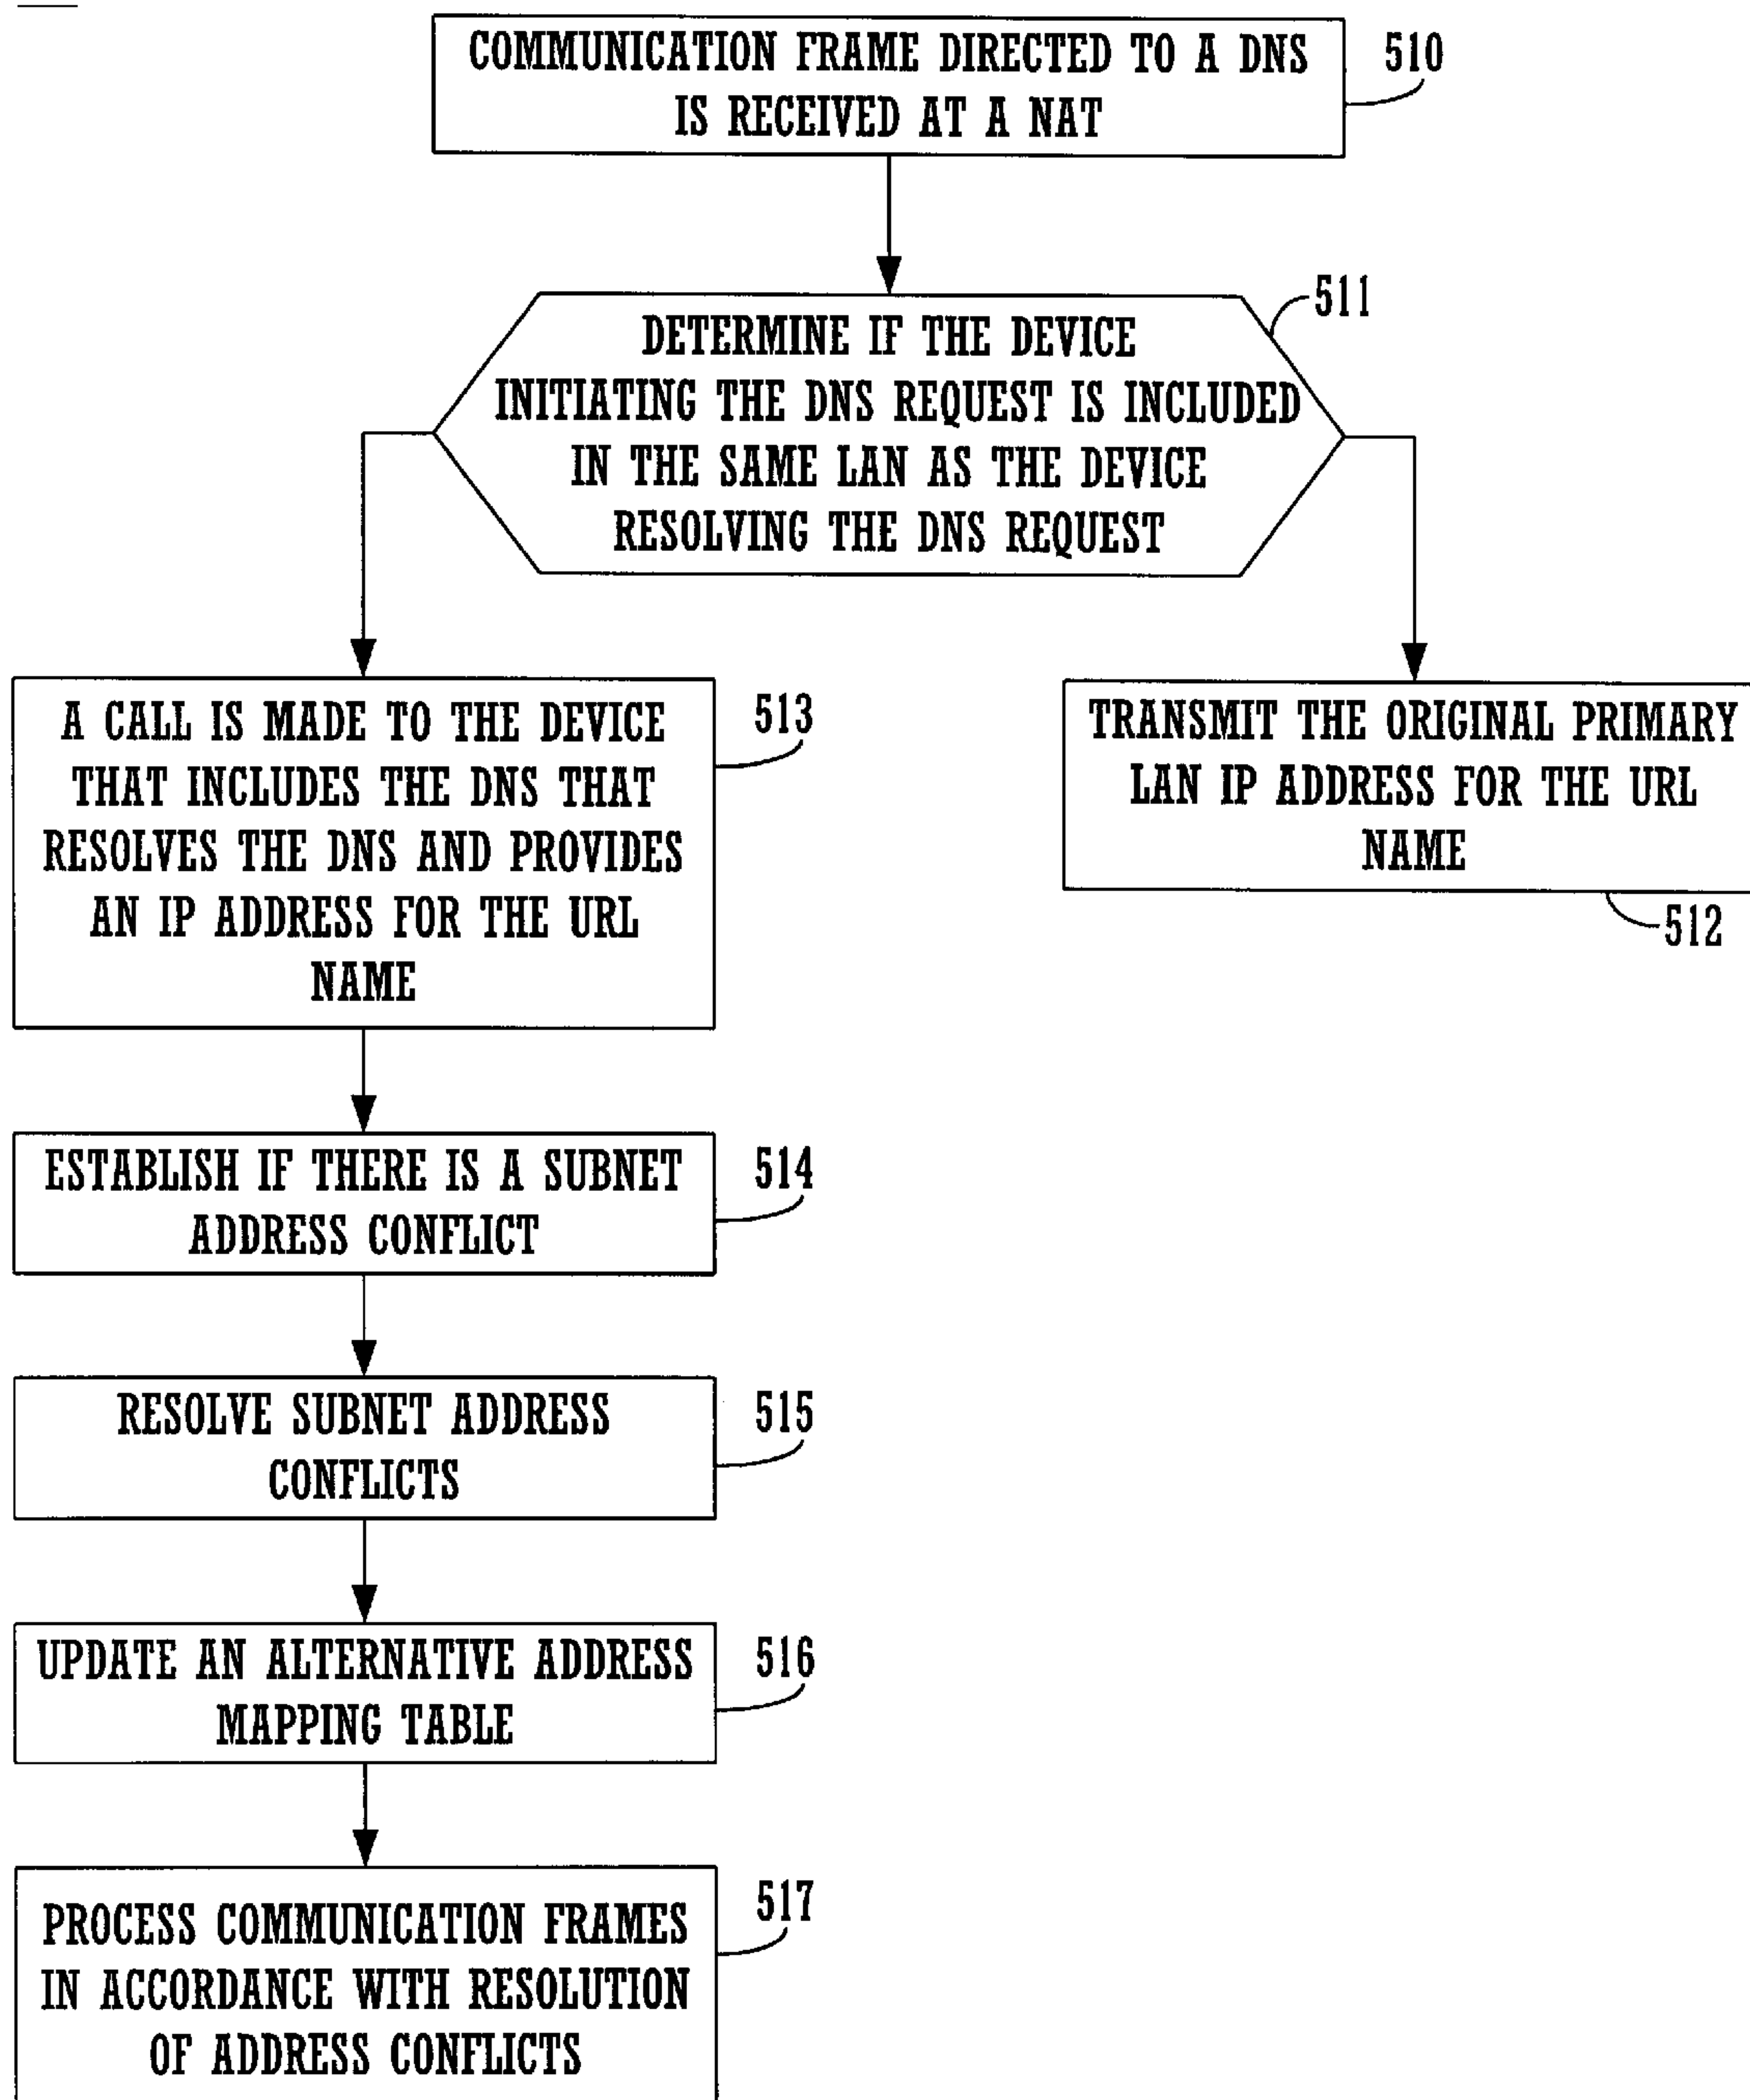 COMMUNICATION FRAME DIRECTED TO A DNS
IS RECEIVED AT A NAT
510
DETERMINE IF THE DEVICE
INITIATING THE DNS REQUEST IS INCLUDED
IN THE SAME LAN AS THE DEVICE
RESOLVING THE DNS REQUEST
511
A CALL IS MADE TO THE DEVICE
THAT INCLUDES THE DNS THAT
RESOLVES THE DNS AND PROVIDES
AN IP ADDRESS FOR THE URL
NAME
513
TRANSMIT THE ORIGINAL PRIMARY
LAN IP ADDRESS FOR THE URL
NAME
512
ESTABLISH IF THERE IS A SUBNET
ADDRESS CONFLICT
514
RESOLVE SUBNET ADDRESS
CONFLICTS
515
UPDATE AN ALTERNATIVE ADDRESS
MAPPING TABLE
516
PROCESS COMMUNICATION FRAMES
IN ACCORDANCE WITH RESOLUTION
OF ADDRESS CONFLICTS
517